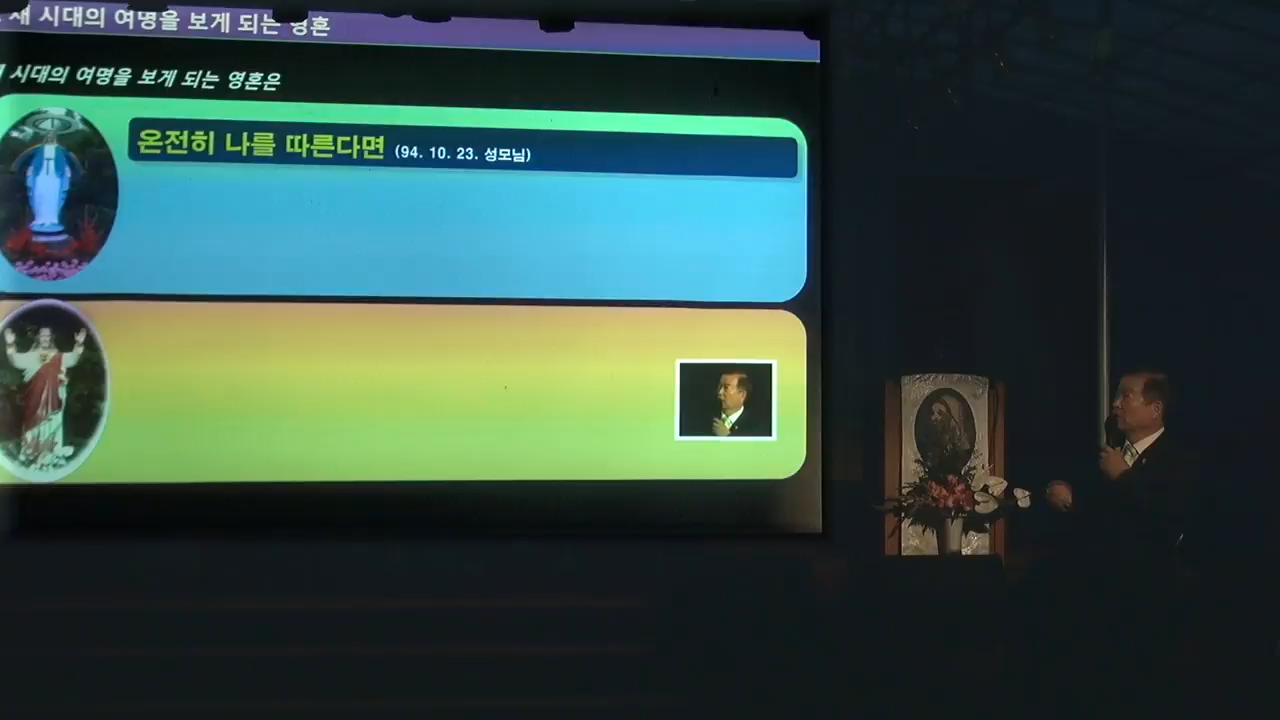 새 시대의 여명을 보게 되는 영혼
시대의 여명을 보게 되는 영혼은
온전히 나를 따른다면 (94. 10. 23. 성모님)